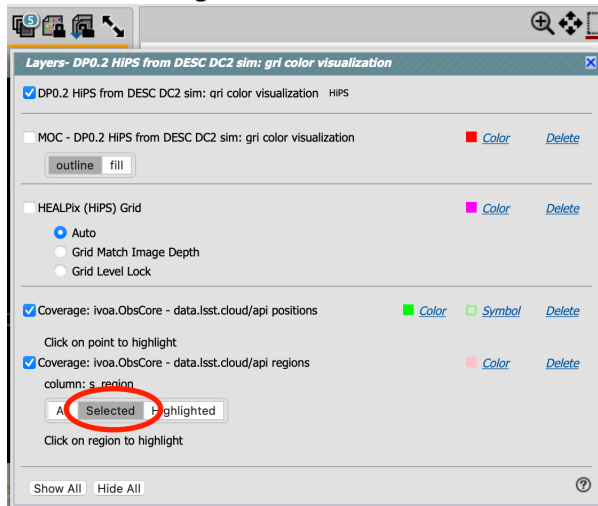 5
Layers- DP0.2 HiPS from DESC DC2 sim: gri color visualization
DP0.2 HiPS from DESC DC2 sim: gri color visualization HiPS
MOC - DP0.2 HiPS from DESC DC2 sim: gri color visualization Color Delete
outline fill
HEALPix (HiPS) Grid Color Delete
Auto
Grid Match Image Depth
Grid Level Lock
Coverage: ivoa.ObsCore - data.lsst.cloud/api positions Color Symbol Delete
Click on point to highlight
Coverage: ivoa.ObsCore - data.lsst.cloud/api regions Color Delete
column: s_region
Selected Highlighted
Click on region to highlight
Show All Hide All ?